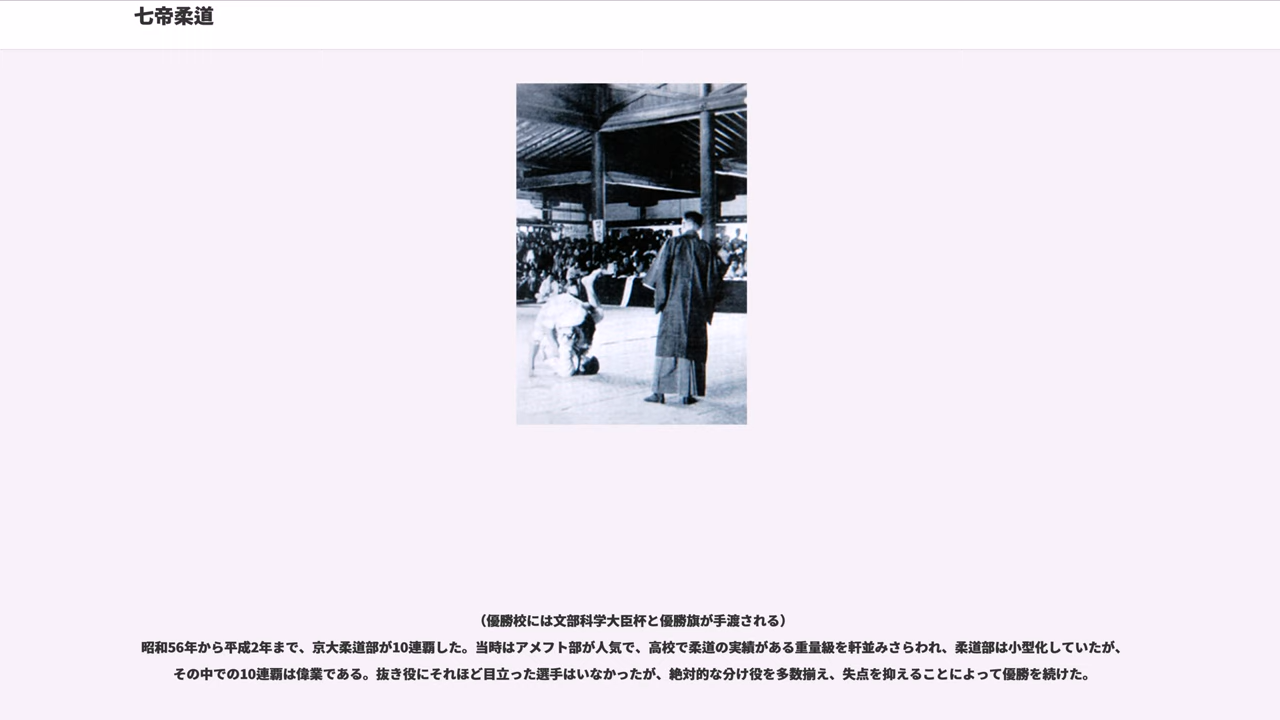 七帝柔道
（優勝校には文部科学大臣杯と優勝旗が手渡される）
昭和56年から平成2年まで、京大柔道部が10連覇した。当時はアメフト部が人気で、高校で柔道の実績がある重量級を軒並みさらわれ、柔道部は小型化していたが、
その中での10連覇は偉業である。抜き役にそれほど目立った選手はいなかったが、絶対的な分け役を多数揃え、失点を抑えることによって優勝を続けた。